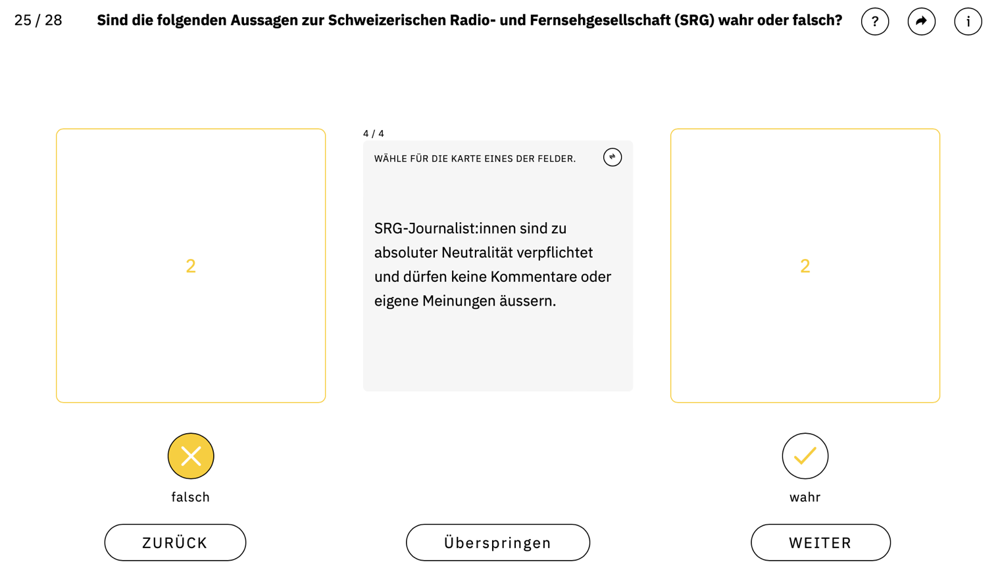 25 / 28
Sind die folgenden Aussagen zur Schweizerischen Radio- und Fernsehgesellschaft (SRG) wahr oder falsch?
?
i
4 / 4
WÄHLE FÜR DIE KARTE EINES DER FELDER.
SRG-Journalist:innen sind zu
absoluter Neutralität verpflichtet
und dürfen keine Kommentare oder
eigene Meinungen äussern.
2
2
falsch
wahr
ZURÜCK
Überspringen
WEITER